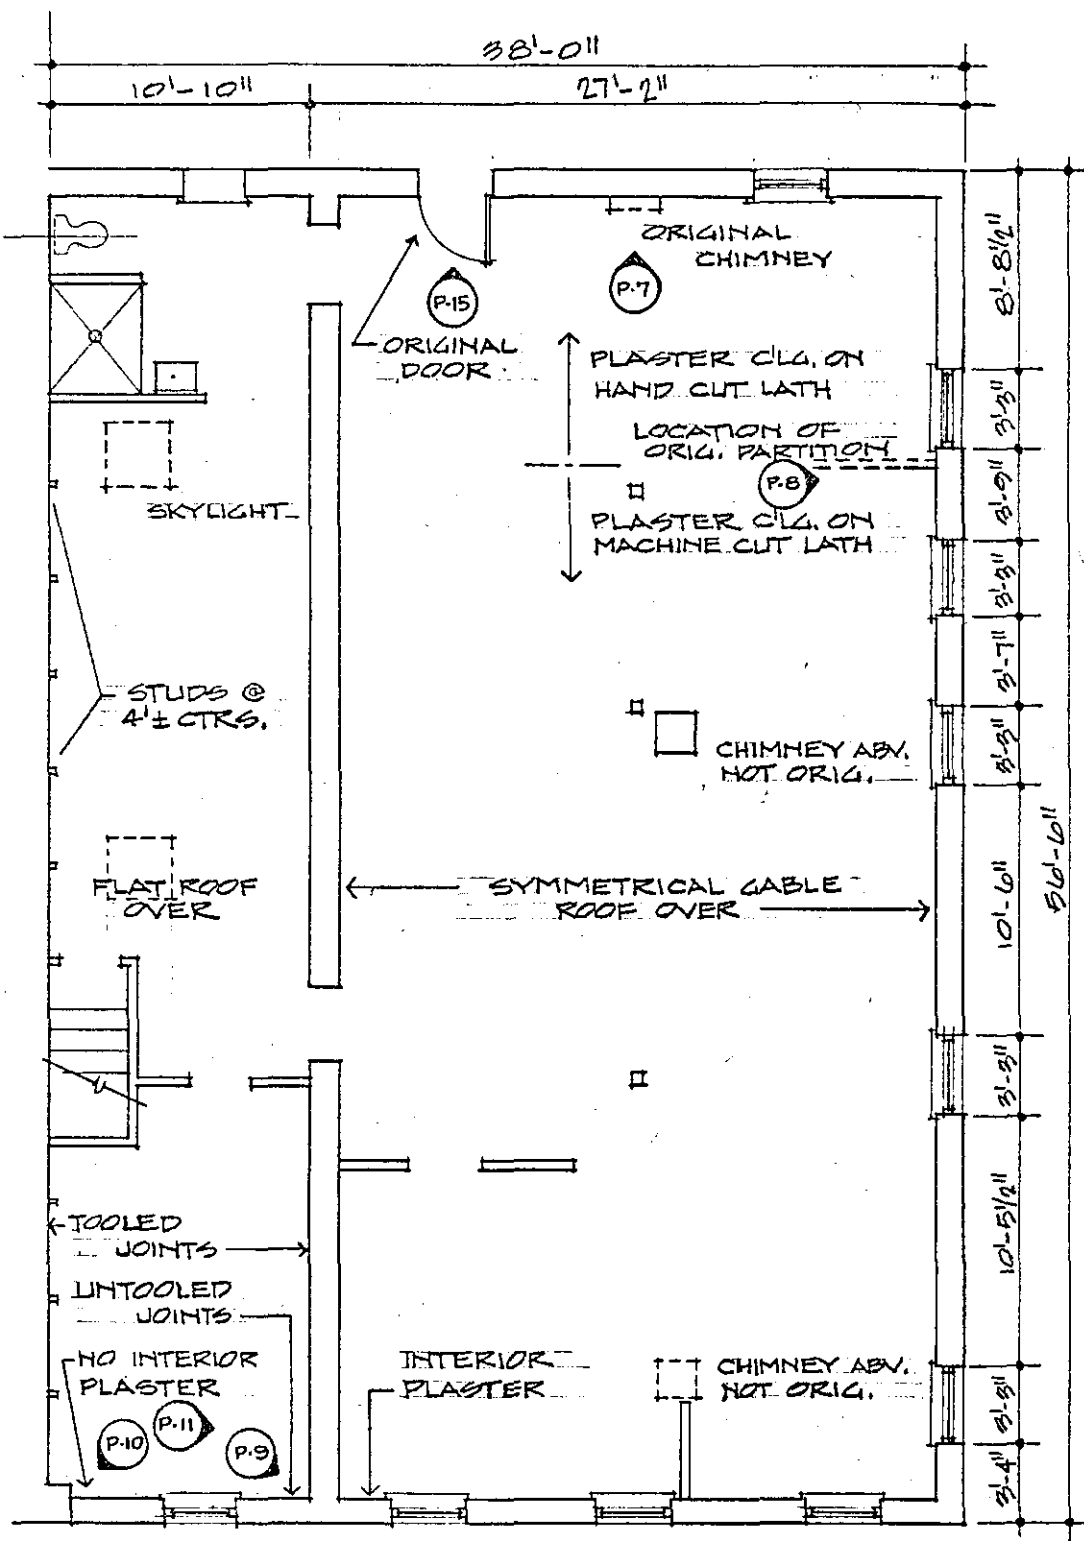 38'-0"
10'-10"
27'-2"
ORIGINAL
CHIMNEY
P-15
P-7
8'-8 1/2"
ORIGINAL
DOOR
PLASTER C'LG. ON
HAND CUT LATH
3'-3"
LOCATION OF
ORIG. PARTITION
P-8
3'-9"
SKYLIGHT
PLASTER C'LG. ON
MACHINE CUT LATH
3'-3"
3'-7"
STUDS @
4'± CTRS.
3'-3"
CHIMNEY ABV.
NOT ORIG.
56'-6"
FLAT ROOF
OVER
SYMMETRICAL GABLE
ROOF OVER
10'-6"
3'-3"
10'-5 1/2"
TOOLED
JOINTS
UNTOOLED
JOINTS
NO INTERIOR
PLASTER
INTERIOR
PLASTER
CHIMNEY ABV.
NOT ORIG.
3'-3"
P-10
P-11
P-9
3'-4"